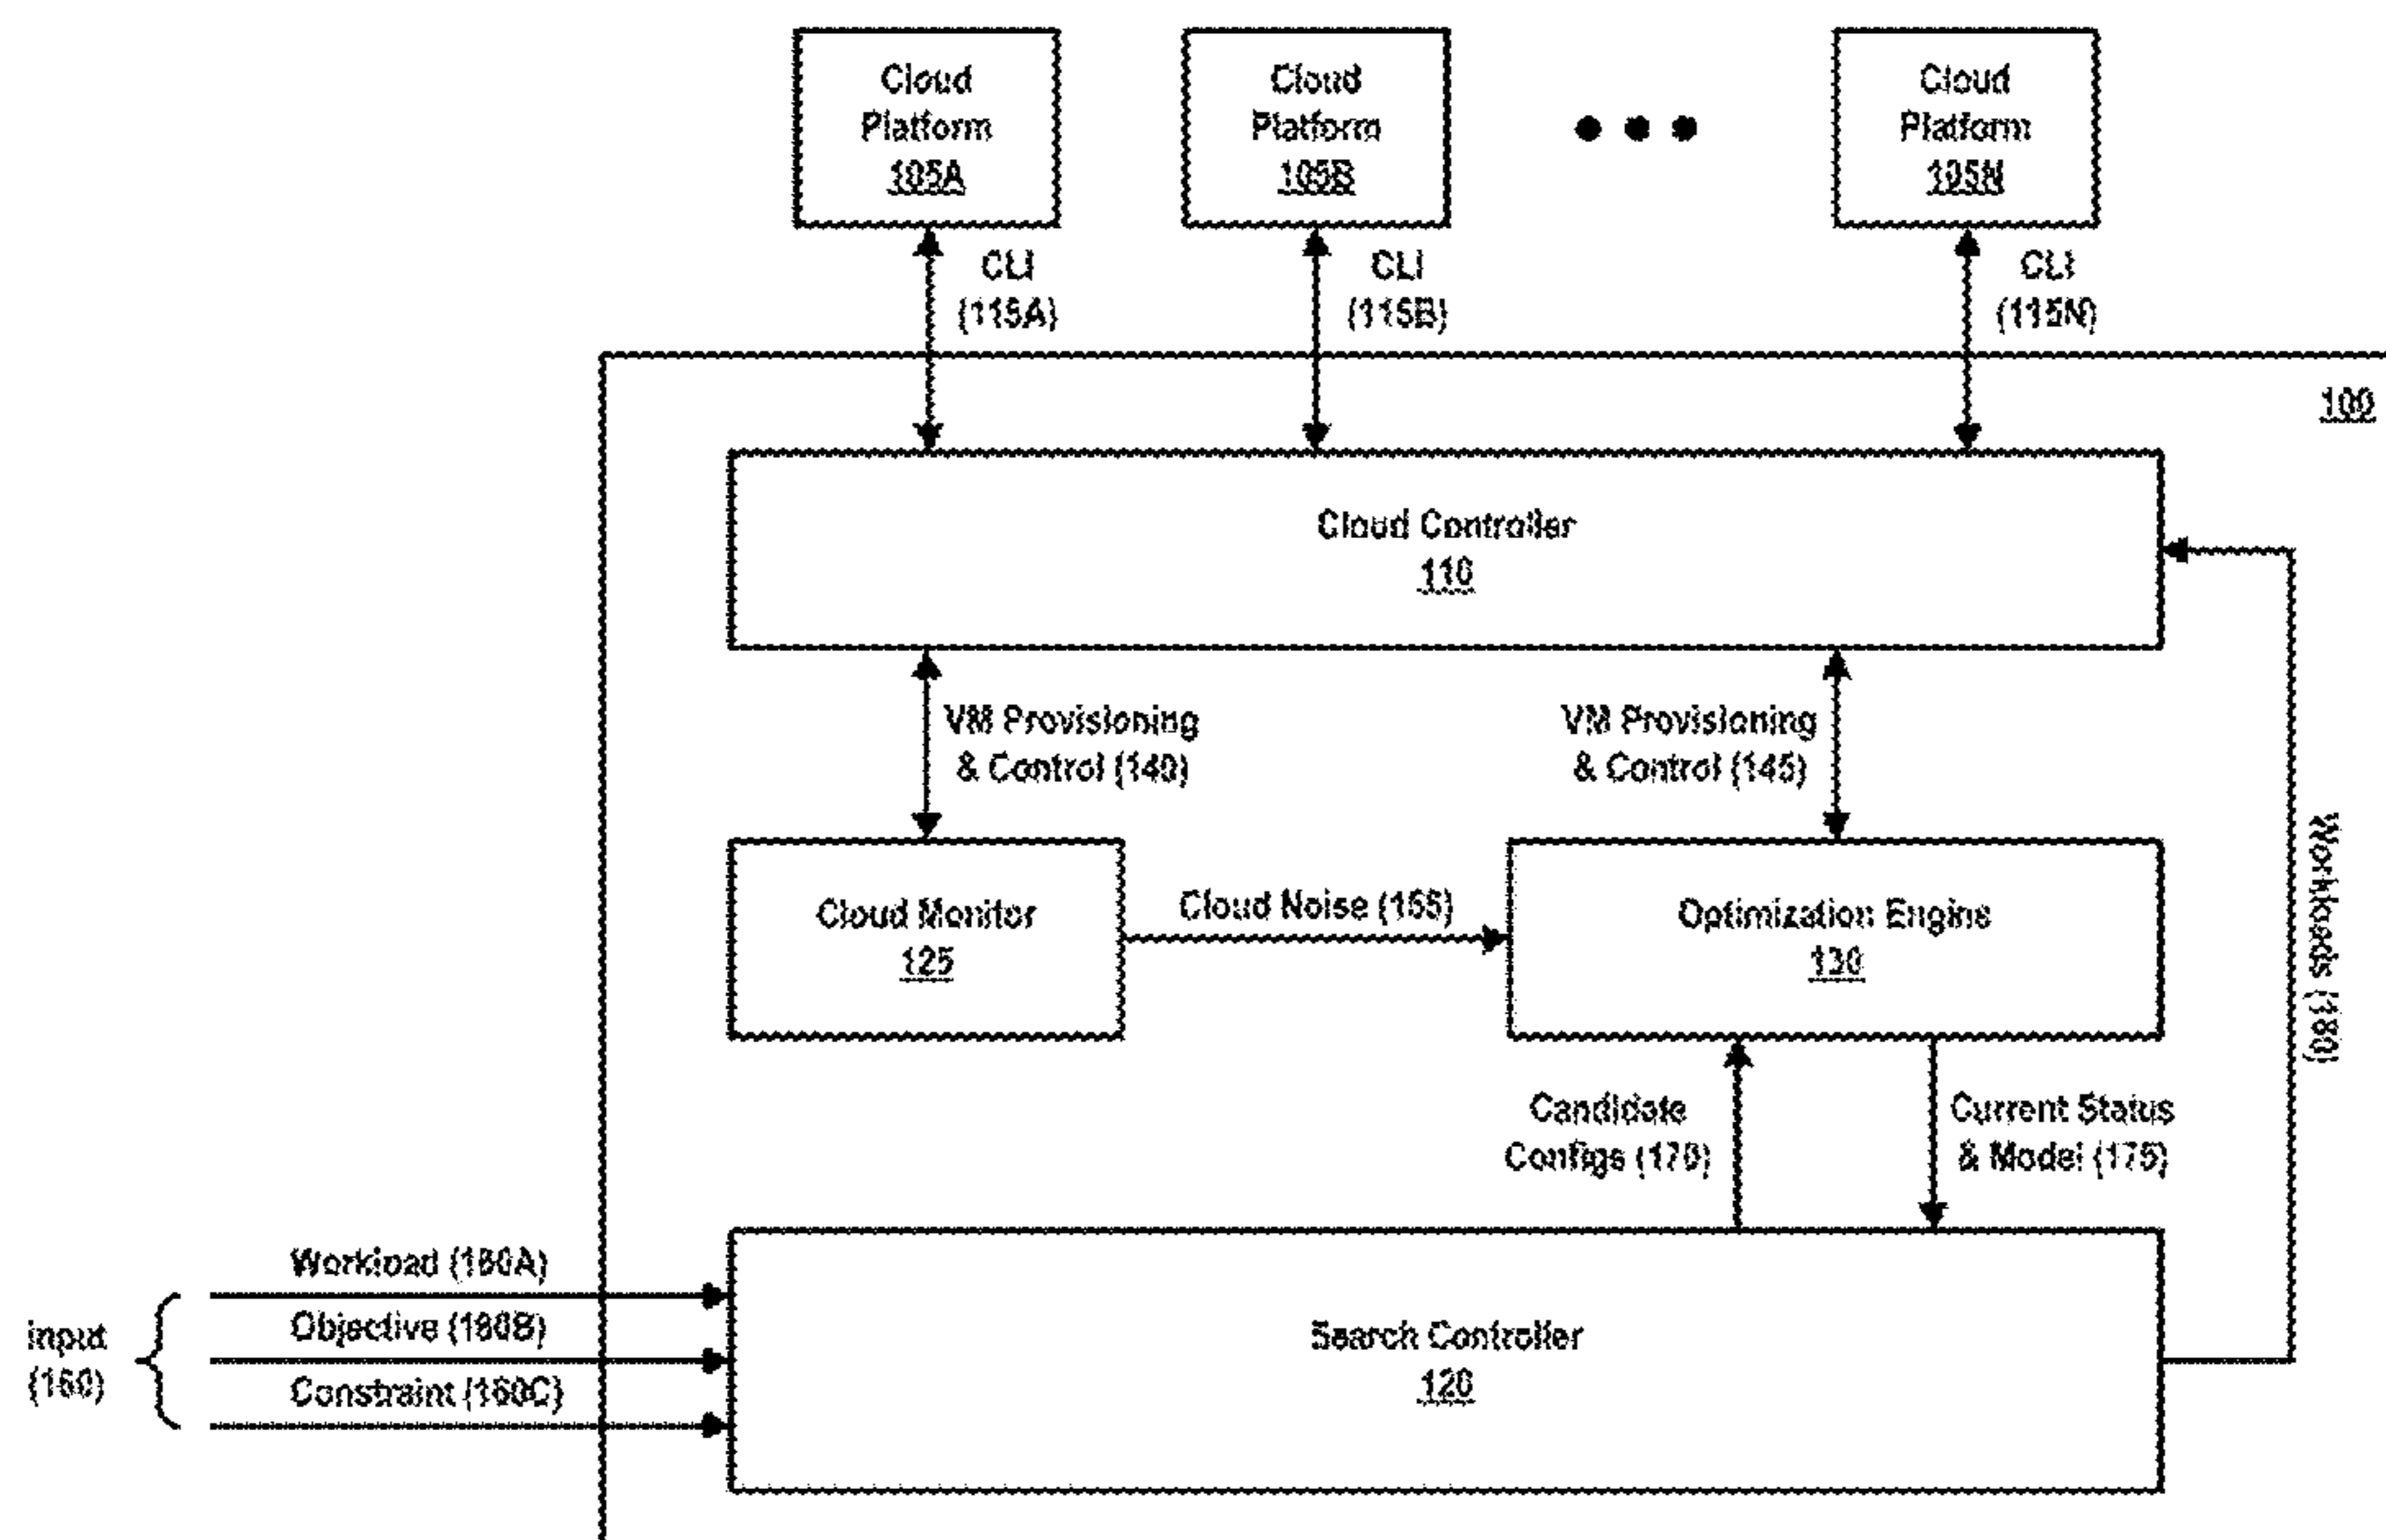 Cloud
Platform
105A
Cloud
Platform
105B
Cloud
Platform
105N
CLI
(115A)
CLI
(115B)
CLI
(115N)
100
Cloud Controller
110
VM Provisioning
& Control (140)
VM Provisioning
& Control (145)
Workloads (180)
Cloud Monitor
125
Cloud Noise (155)
Optimization Engine
130
Candidate
Configs (170)
Current Status
& Model (175)
Workload (160A)
Objective (160B)
Constraint (160C)
Input
(160)
Search Controller
120